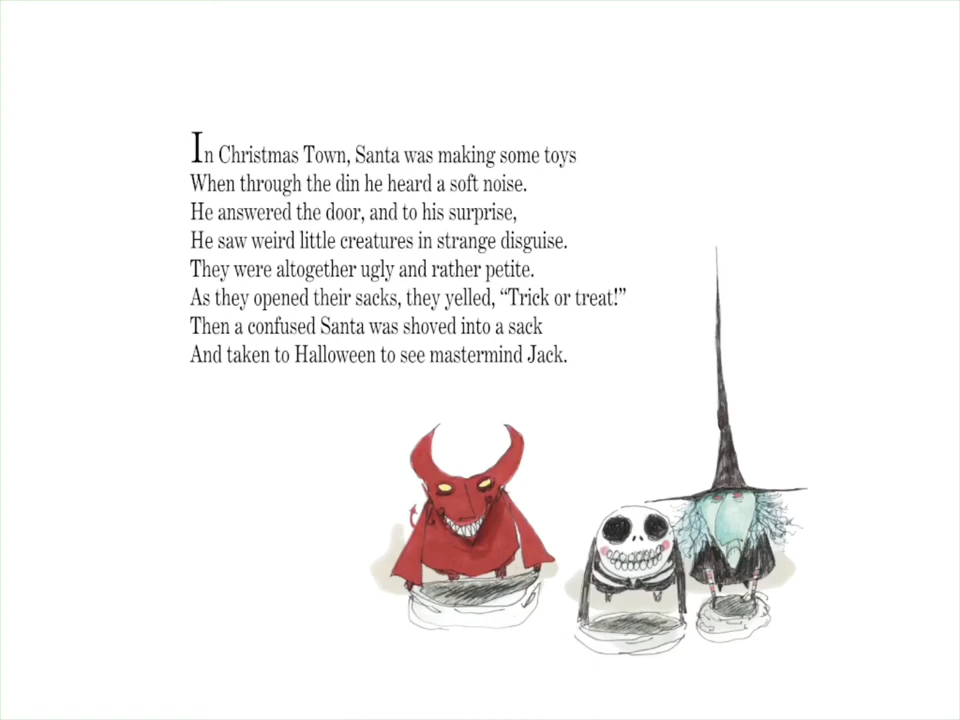 In Christmas Town, Santa was making some toys
When through the din he heard a soft noise.
He answered the door, and to his surprise,
He saw weird little creatures in strange disguise.
They were altogether ugly and rather petite.
As they opened their sacks, they yelled, “Trick or treat!”
Then a confused Santa was shoved into a sack
And taken to Halloween to see mastermind Jack.